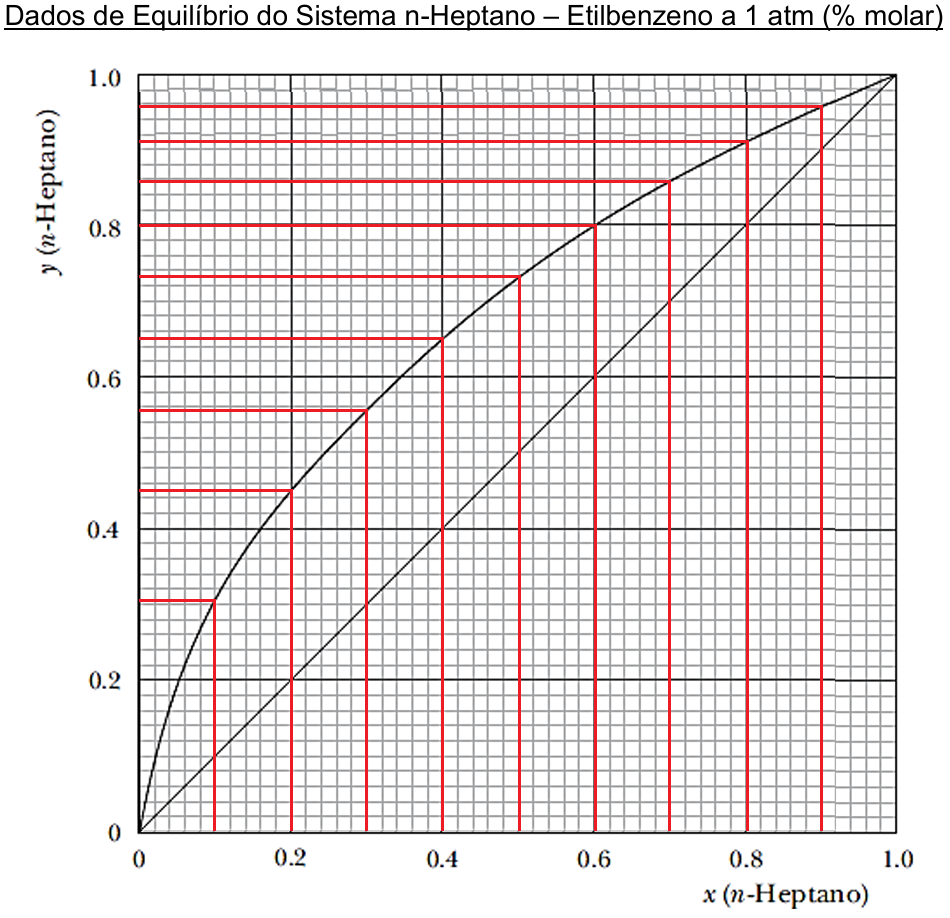 Dados de Equilíbrio do Sistema n-Heptano – Etilbenzeno a 1 atm (% molar)
1.0
y (n-Heptano)
0.8
0.6
0.4
0.2
0
0 0.2 0.4 0.6 0.8 1.0
x (n-Heptano)